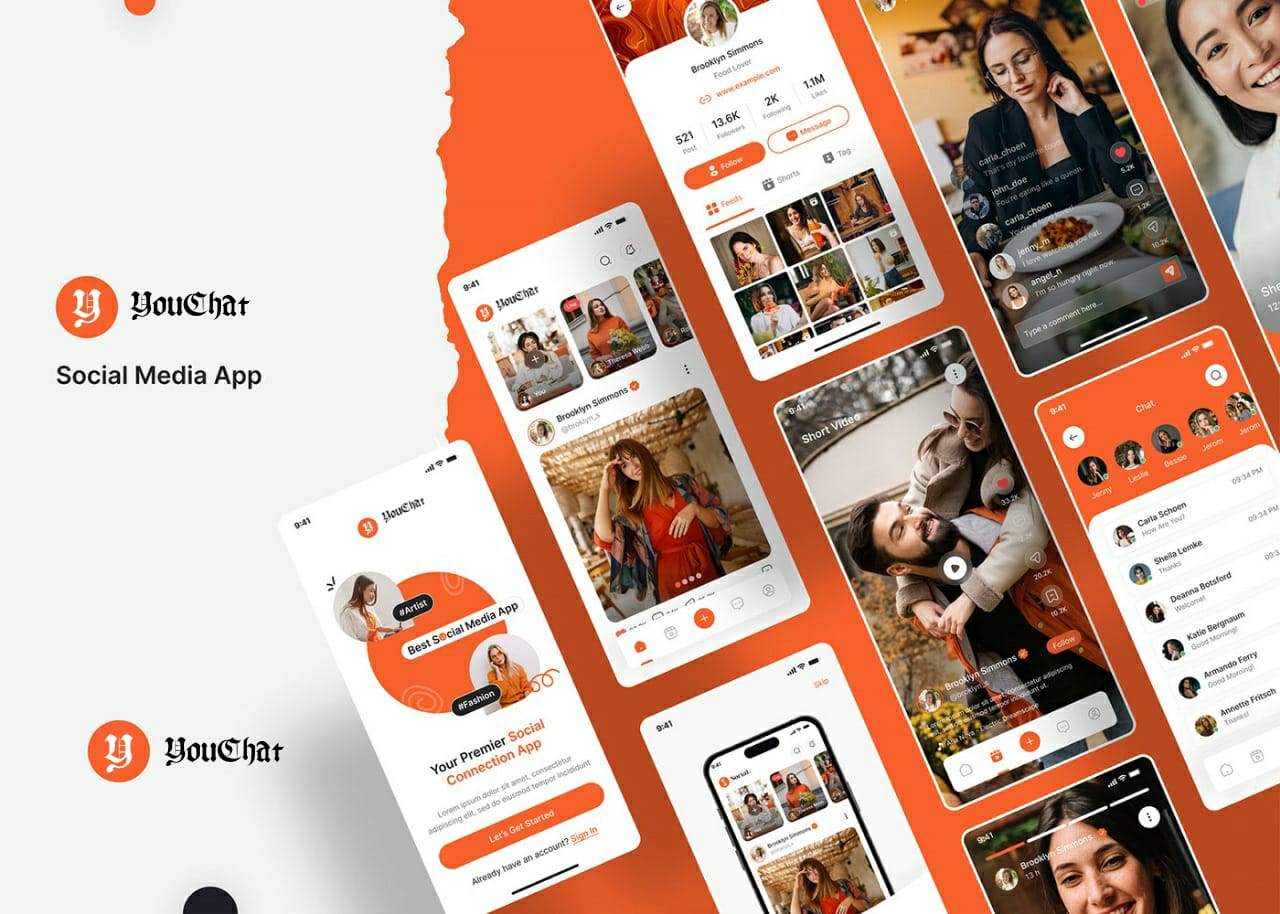 YouChat
Social Media App
YouChat
9:41
YouChat
#Artist
Best Social Media App
#Fashion
Your Premier Social
Connection App
Lorem ipsum dolor sit amet, consectetur
adipiscing elit, sed do eiusmod tempor incididunt
Let's Get Started
Already have an account? Sign In
9:41
YouChat
You
Live
Theresa Webb
Brooklyn Simmons
@broklyn_s
Brooklyn Simmons
Food Lover
www.example.com
521
Post
13.6K
Followers
2K
Following
1.1M
Likes
Follow
Message
Feeds
Shorts
Tag
9:41
Skip
9:41
Social.
Brooklyn Simmons
carla_choen
That's my favorite food
john_doe
You're eating like a queen.
carla_choen
jenny_m
I love watching you eat.
angel_n
I'm so hungry right now
Type a comment here...
5.2K
1.2K
10.2K
9:41
Short Video
33.2K
20.2K
10.2K
Follow
Brooklyn Simmons
@broklyn_s
Lorem ipsum dolor sit amet, consectetur adipiscing
elit, sed do eiusmod tempor incididunt ut.
Electric Dreamscape
9:41
Chat
Jenny
Leslie
Bessie
Jerom
Jerom
Carla Schoen
How Are You?
09:34 PM
Sheila Lemke
Thanks
09:34 PM
Deanna Botsford
Welcome!
Katie Bergnaum
Good Morning!
Armando Ferry
Good Morning!
Annette Fritsch
Thanks!
9:41
Brooklyn Simmons
13 h